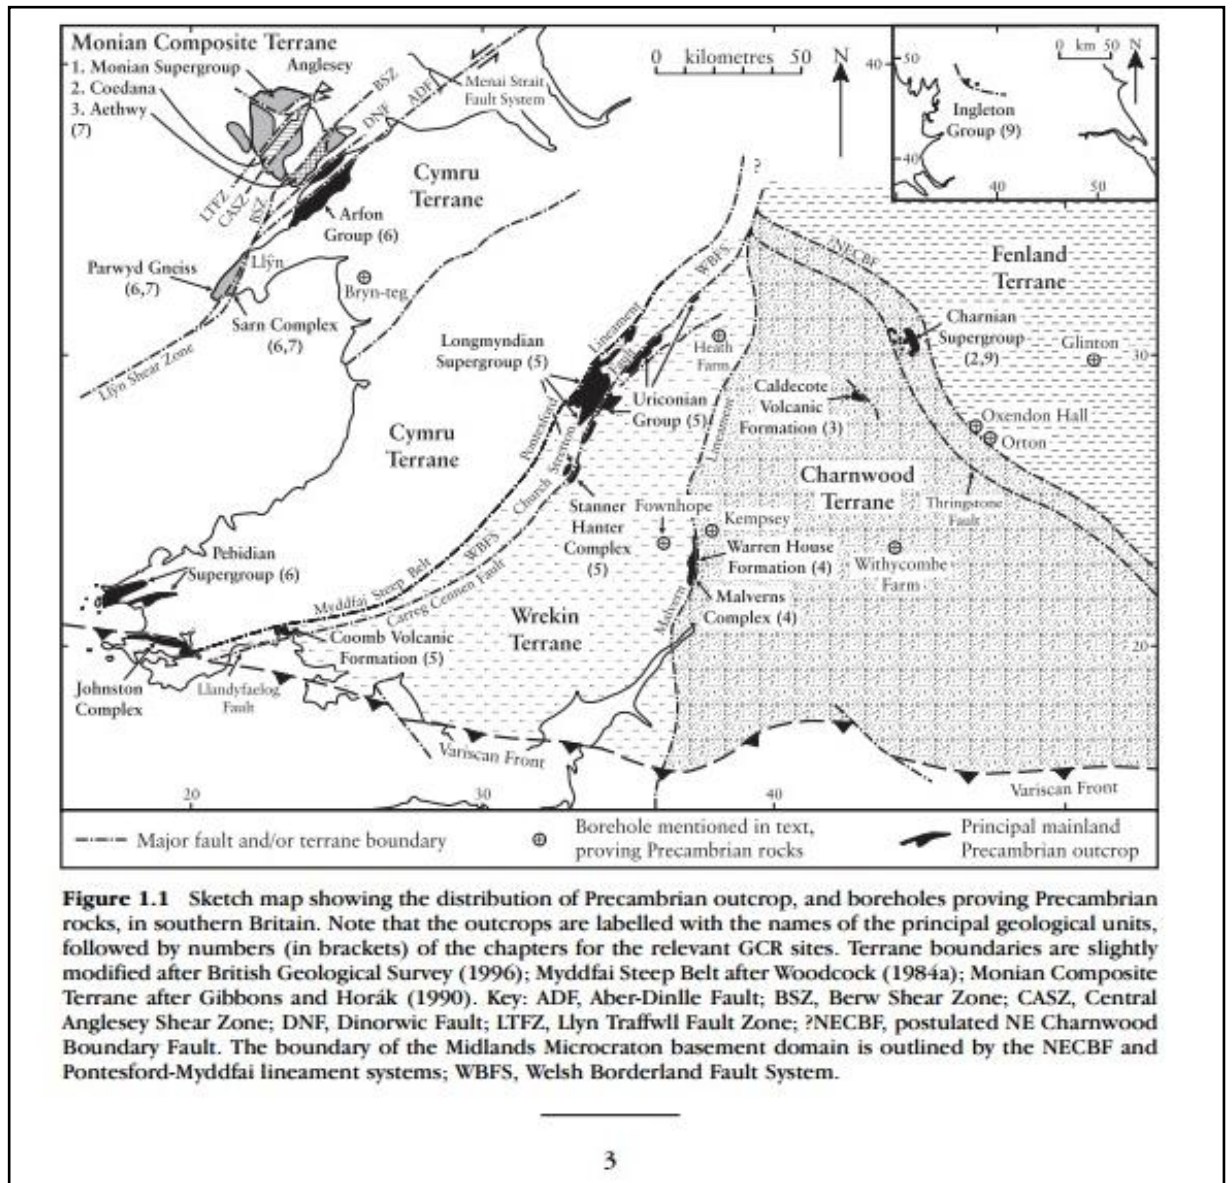 Monian Composite Terrane
1. Monian Supergroup
2. Coedana
3. Aethwy
(7)
Anglesey
BSZ
DNF
ADF
Menai Strait
Fault System
0 kilometres 50
N
0 km 50 N
40
50
Ingleton
Group (9)
40
40
50
LTFZ
CASZ
BSZ
Cymru
Terrane
Arfon
Group (6)
Llŷn
Parwyd Gneiss
(6,7)
Bryn-teg
Sarn Complex
(6,7)
Llŷn Shear Zone
?
WBFS
?NECBF
Fenland
Terrane
Longmyndian
Supergroup (5)
Lineament
Fault
Heath
Farm
Charnian
Supergroup
(2,9)
Glinton
30
Uriconian
Group (5)
Caldecote
Volcanic
Formation (3)
Oxendon Hall
Orton
Cymru
Terrane
Pontesford
Church Stretton
Lineament
Charnwood
Terrane
Thringstone
Fault
Stanner
Hanter
Complex
(5)
Fownhope
Kempsey
Warren House
Formation (4)
Withycombe
Farm
Pebidian
Supergroup (6)
Myddfai Steep Belt
WBFS
Carreg Cennen Fault
Malverns
Complex (4)
Malvern
Wrekin
Terrane
Coomb Volcanic
Formation (5)
20
Johnston
Complex
Llandyfaelog
Fault
Variscan Front
Variscan Front
20
30
40
Major fault and/or terrane boundary
Borehole mentioned in text,
proving Precambrian rocks
Principal mainland
Precambrian outcrop
Figure 1.1 Sketch map showing the distribution of Precambrian outcrop, and boreholes proving Precambrian
rocks, in southern Britain. Note that the outcrops are labelled with the names of the principal geological units,
followed by numbers (in brackets) of the chapters for the relevant GCR sites. Terrane boundaries are slightly
modified after British Geological Survey (1996); Myddfai Steep Belt after Woodcock (1984a); Monian Composite
Terrane after Gibbons and Horák (1990). Key: ADF, Aber-Dinlle Fault; BSZ, Berw Shear Zone; CASZ, Central
Anglesey Shear Zone; DNF, Dinorwic Fault; LTFZ, Llyn Traffwll Fault Zone; ?NECBF, postulated NE Charnwood
Boundary Fault. The boundary of the Midlands Microcraton basement domain is outlined by the NECBF and
Pontesford-Myddfai lineament systems; WBFS, Welsh Borderland Fault System.
3